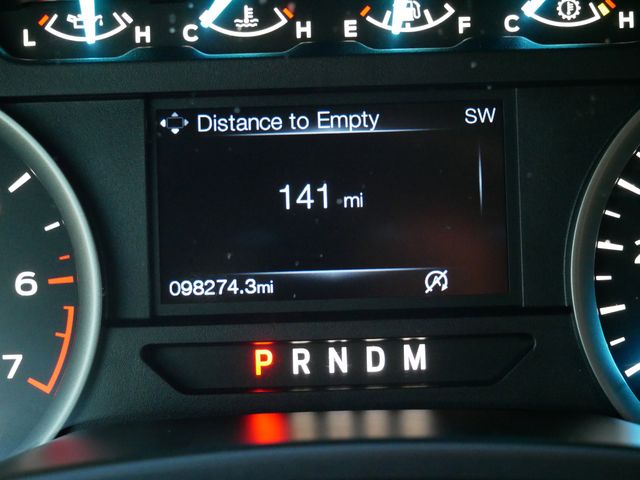 L H C H E F C H
Distance to Empty SW
141 mi
6
098274.3mi
7
P R N D M